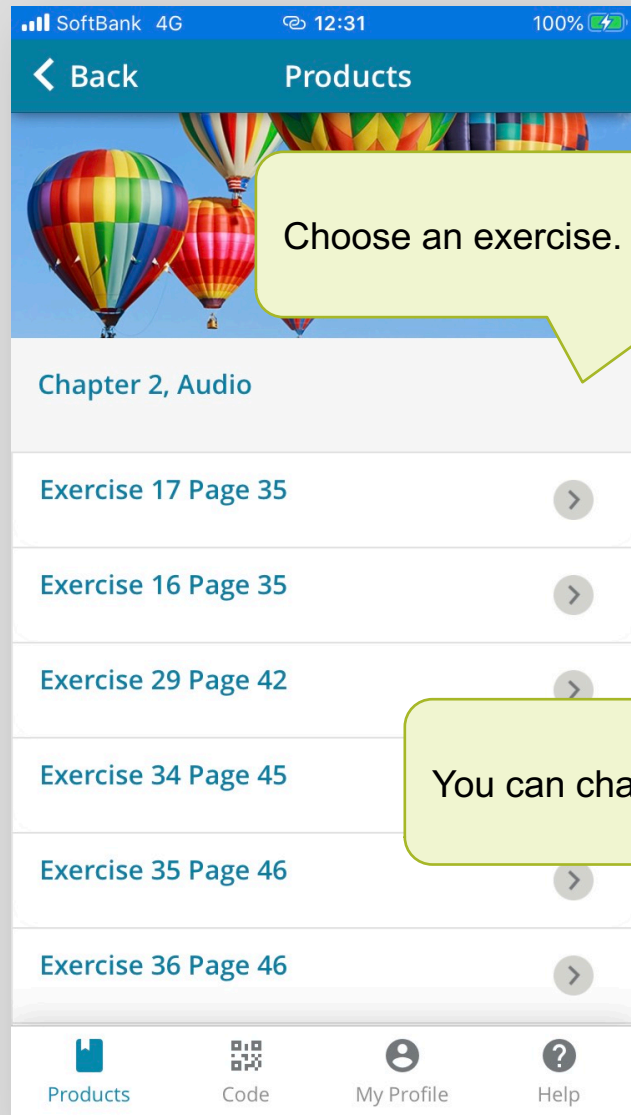 SoftBank 4G 12:31 100%
Back Products
Choose an exercise.
Chapter 2, Audio
Exercise 17 Page 35
Exercise 16 Page 35
Exercise 29 Page 42
Exercise 34 Page 45
You can
Exercise 35 Page 46
Exercise 36 Page 46
Products Code My Profile Help